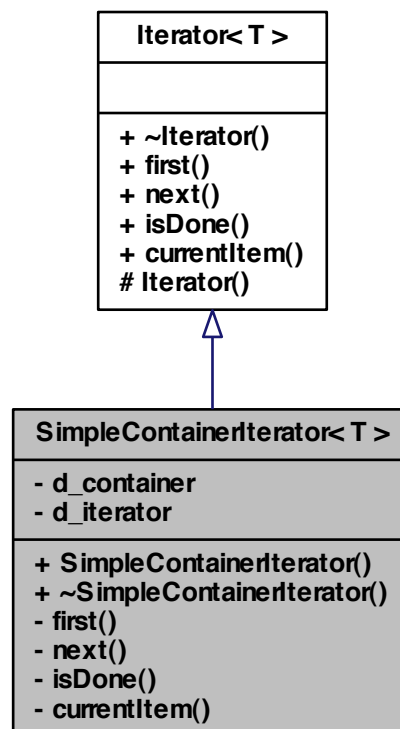 Iterator< T >
+ ~Iterator()
+ first()
+ next()
+ isDone()
+ currentItem()
# Iterator()
SimpleContainerIterator< T >
- d_container
- d_iterator
+ SimpleContainerIterator()
+ ~SimpleContainerIterator()
- first()
- next()
- isDone()
- currentItem()